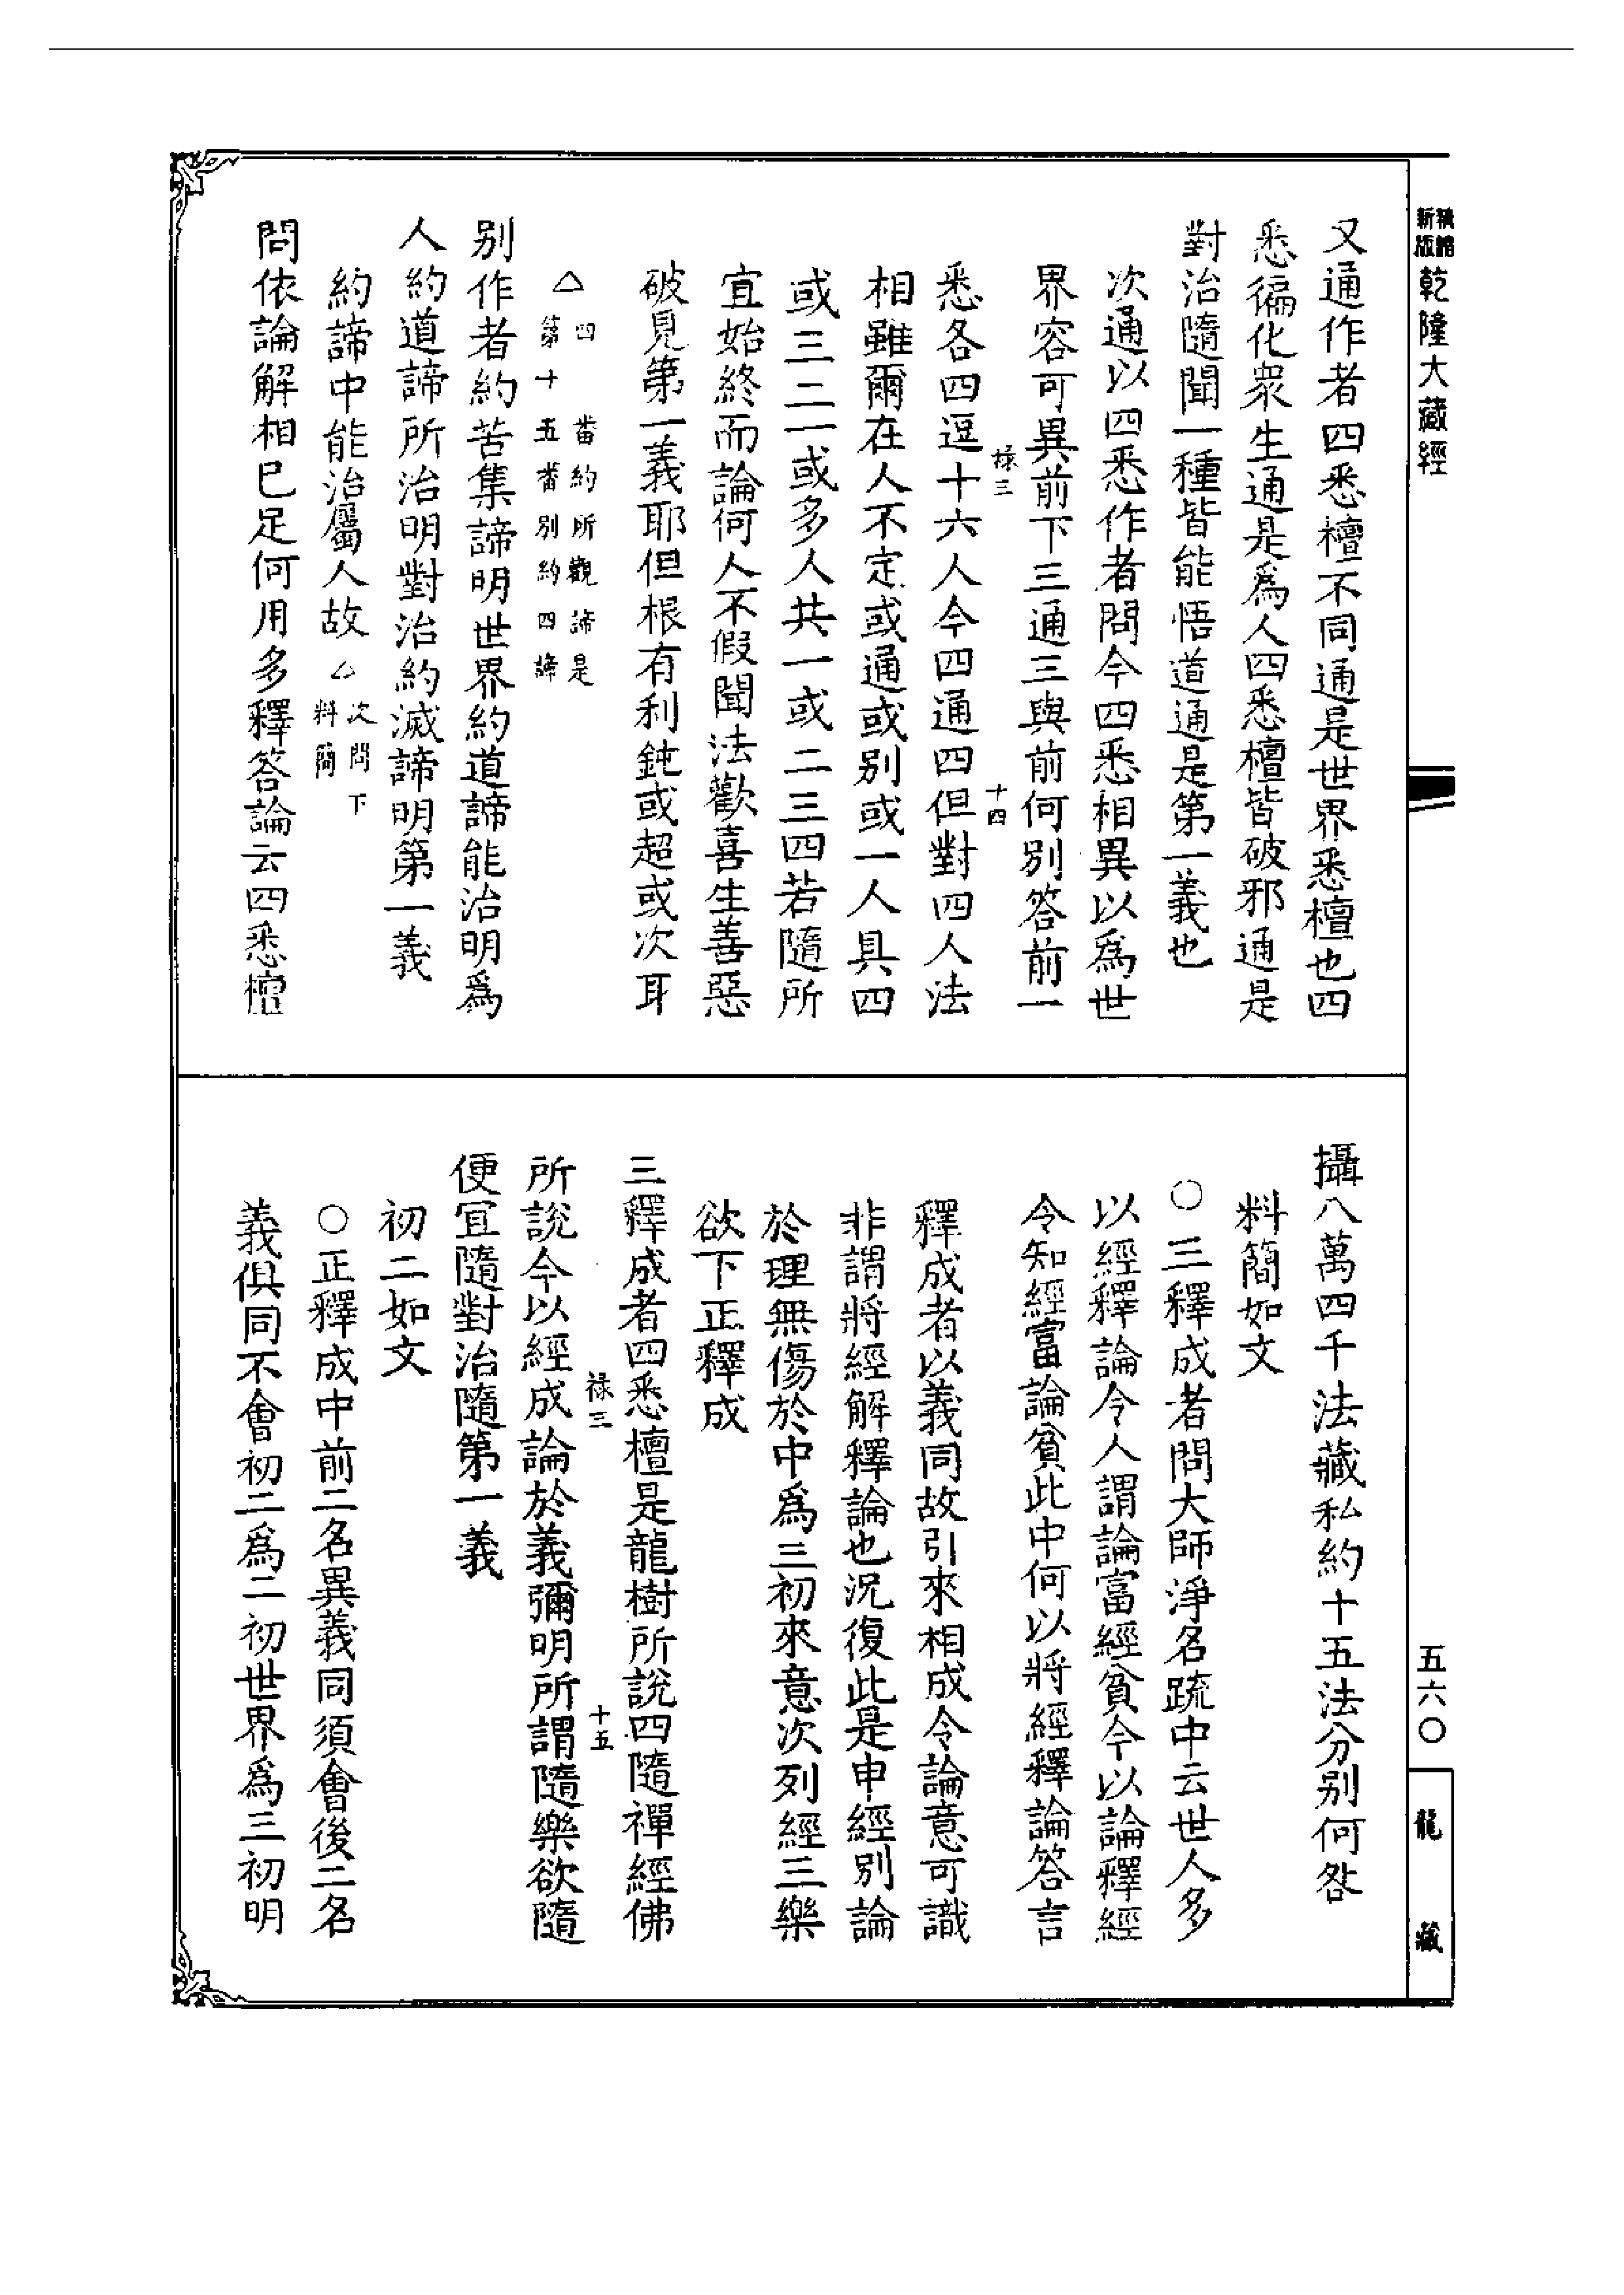 新版
精縮
乾隆大藏經
又通作者四悉檀不同通是世界悉檀也四
悉徧化衆生通是爲人四悉檀皆破邪通是
對治隨聞一種皆能悟道通是第一義也
次通以四悉作者問今四悉相異以爲世
界容可異前下三通三與前何別答前一
祿三
十四
悉各四逗十六人今四通四但對四人法
相雖爾在人不定或通或別或一人具四
或三二一或多人共一或二三四若隨所
宜始終而論何人不假聞法歡喜生善惡
破見第一義耶但根有利鈍或超或次耳
△四番約所觀諦是
第十五番別約四諦
別作者約苦集諦明世界約道諦能治明爲
人約道諦所治明對治約滅諦明第一義
約諦中能治屬人故△次問下
料簡
問依論解相已足何用多釋答論云四悉檀
攝八萬四千法藏私約十五法分別何咎
料簡如文
○三釋成者問大師淨名疏中云世人多
以經釋論令人謂論富經貧今以論釋經
令知經富論貧此中何以將經釋論答言
釋成者以義同故引來相成令論意可識
非謂將經解釋論也況復此是申經別論
於理無傷於中爲三初來意次列經三樂
欲下正釋成
三釋成者四悉檀是龍樹所說四隨禪經佛
祿三
十五
所說今以經成論於義彌明所謂隨樂欲隨
便宜隨對治隨第一義
初二如文
○正釋成中前二名異義同須會後二名
義俱同不會初二爲二初世界爲三初明
五六〇
龍藏